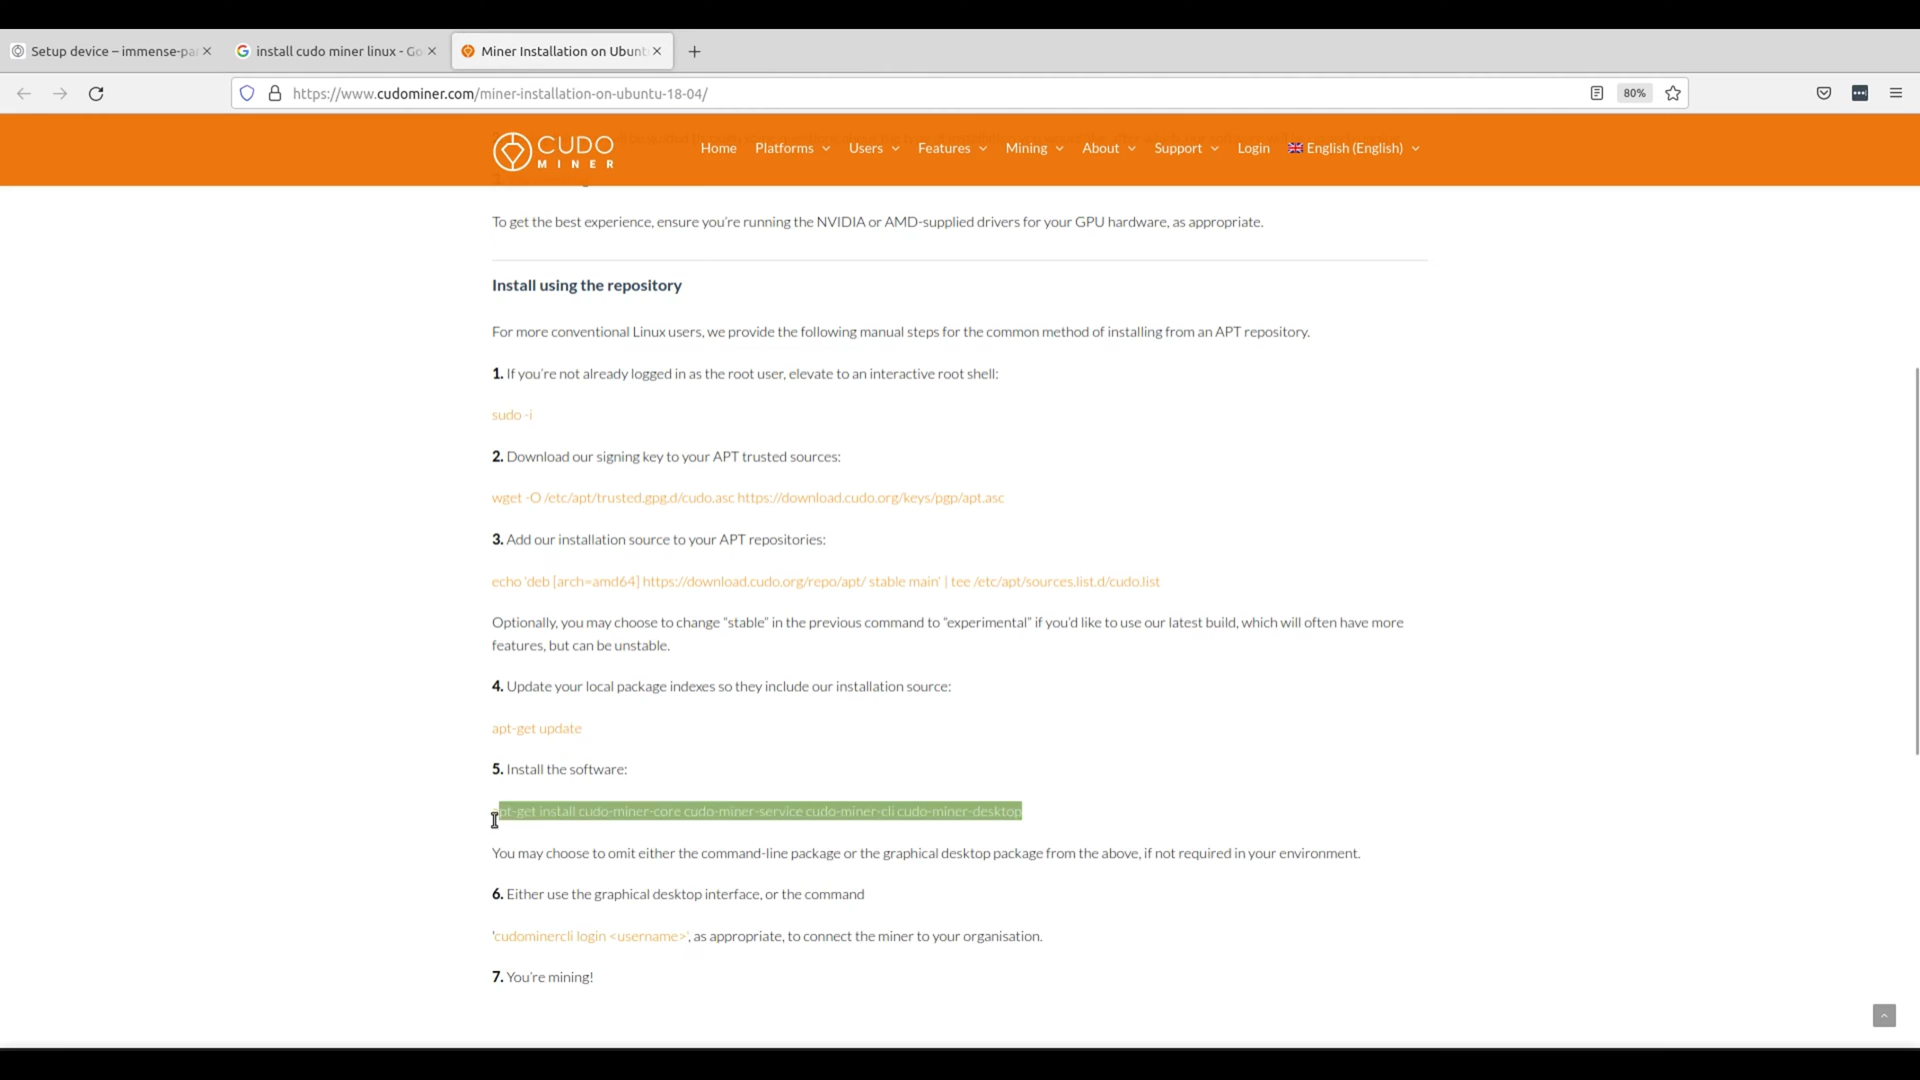 Setup device – immense-pa
install cudo miner linux - Go
Miner Installation on Ubunt
https://www.cudominer.com/miner-installation-on-ubuntu-18-04/
80%
CUDO
MINER
Home
Platforms
Users
Features
Mining
About
Support
Login
English (English)
To get the best experience, ensure you’re running the NVIDIA or AMD-supplied drivers for your GPU hardware, as appropriate.
Install using the repository
For more conventional Linux users, we provide the following manual steps for the common method of installing from an APT repository.
1. If you’re not already logged in as the root user, elevate to an interactive root shell:
sudo -i
2. Download our signing key to your APT trusted sources:
wget -O /etc/apt/trusted.gpg.d/cudo.asc https://download.cudo.org/keys/pgp/apt.asc
3. Add our installation source to your APT repositories:
echo 'deb [arch=amd64] https://download.cudo.org/repo/apt/ stable main' | tee /etc/apt/sources.list.d/cudo.list
Optionally, you may choose to change “stable” in the previous command to “experimental” if you’d like to use our latest build, which will often have more
features, but can be unstable.
4. Update your local package indexes so they include our installation source:
apt-get update
5. Install the software:
apt-get install cudo-miner-core cudo-miner-service cudo-miner-cli cudo-miner-desktop
You may choose to omit either the command-line package or the graphical desktop package from the above, if not required in your environment.
6. Either use the graphical desktop interface, or the command
'cudominercli login <username>', as appropriate, to connect the miner to your organisation.
7. You’re mining!